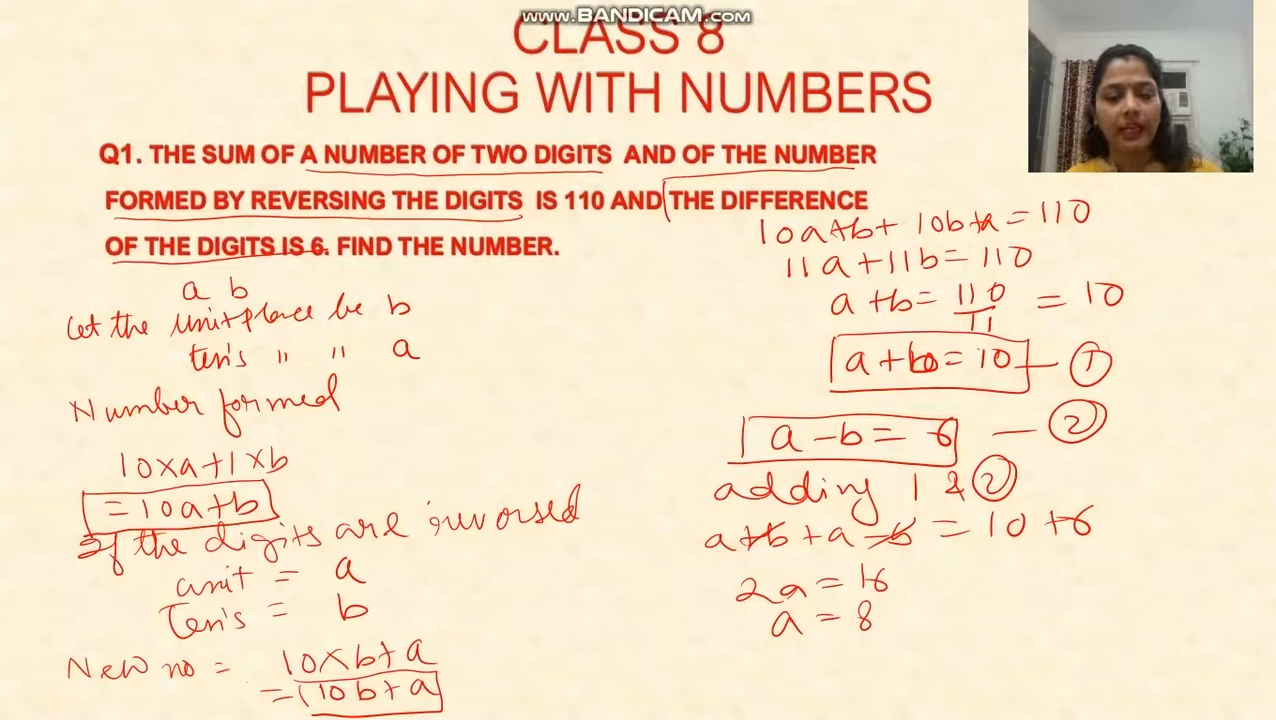 www.BANDICAM.com
CLASS 8
PLAYING WITH NUMBERS
Q1. THE SUM OF A NUMBER OF TWO DIGITS AND OF THE NUMBER
FORMED BY REVERSING THE DIGITS IS 110 AND THE DIFFERENCE
OF THE DIGITS IS 6. FIND THE NUMBER.
a b
Let the unit place be b
ten's " " a
Number formed
10×a+1×b
=10a+b
If the digits are reversed
unit = a
Ten's = b
New no = 10×b+a
=10b+a
10a+b+10b+a=110
11a+11b=110
a+b=110/11=10
a+b=10 — ①
a-b=6 — ②
adding 1 & ②
a+b+a-b=10+6
2a=16
a=8